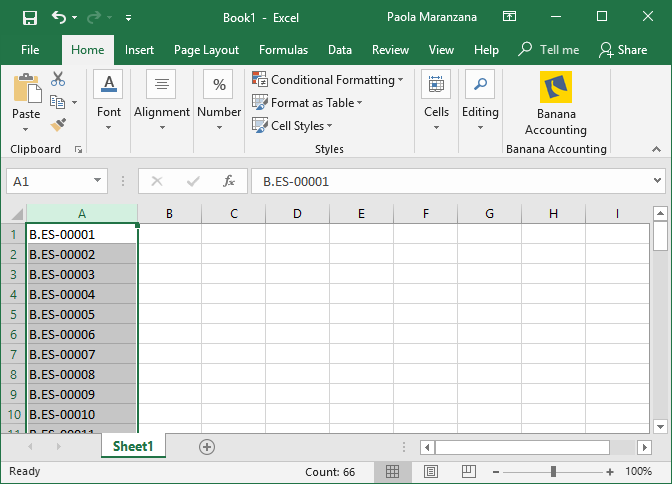 Book1 - Excel
Paola Maranzana
File Home Insert Page Layout Formulas Data Review View Help Tell me Share
Paste
Clipboard
Font
Alignment
%
Number
Conditional Formatting
Format as Table
Cell Styles
Styles
Cells
Editing
Banana
Accounting
Banana Accounting
A1 fx B.ES-00001
A B C D E F G H I
1 B.ES-00001
2 B.ES-00002
3 B.ES-00003
4 B.ES-00004
5 B.ES-00005
6 B.ES-00006
7 B.ES-00007
8 B.ES-00008
9 B.ES-00009
10 B.ES-00010
11 B.ES-00011
Sheet1
Ready Count: 66 100%